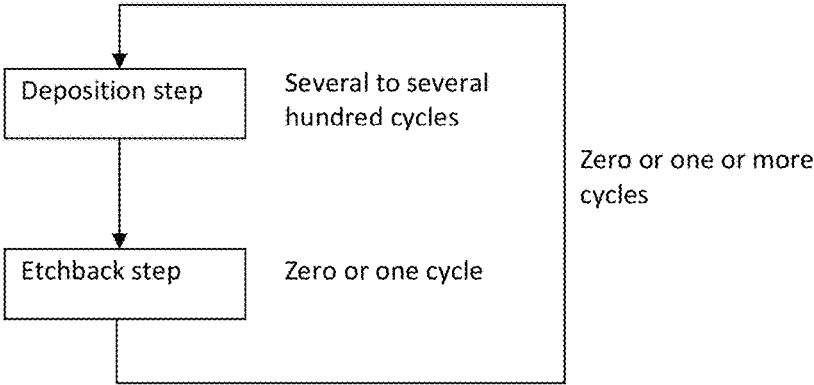 Deposition step
Several to several
hundred cycles
Zero or one or more
cycles
Etchback step
Zero or one cycle